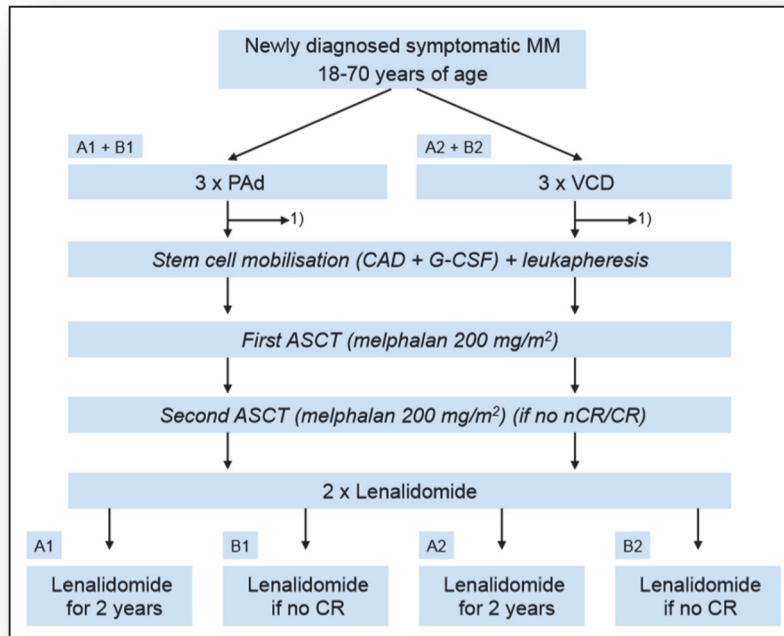 Newly diagnosed symptomatic MM
18-70 years of age
A1 + B1
A2 + B2
3 x PAd
3 x VCD
1)
1)
Stem cell mobilisation (CAD + G-CSF) + leukapheresis
First ASCT (melphalan 200 mg/m²)
Second ASCT (melphalan 200 mg/m²) (if no nCR/CR)
2 x Lenalidomide
A1
B1
A2
B2
Lenalidomide
for 2 years
Lenalidomide
if no CR
Lenalidomide
for 2 years
Lenalidomide
if no CR